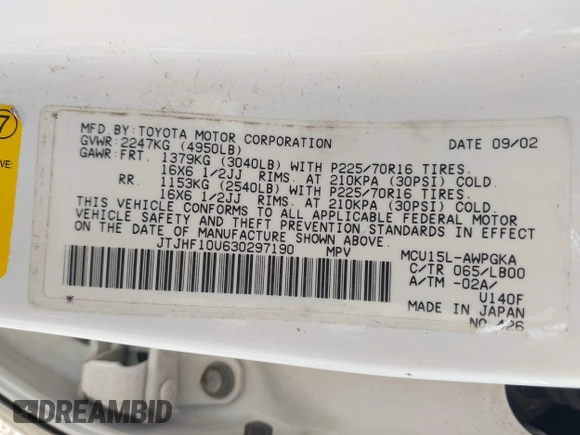 7
IVE:
MFD.BY:TOYOTA MOTOR CORPORATION DATE 09/02
GVWR:2247KG (4950LB)
GAWR:FRT. 1379KG (3040LB) WITH P225/70R16 TIRES.
16X6 1/2JJ RIMS. AT 210KPA (30PSI) COLD.
RR. 1153KG (2540LB) WITH P225/70R16 TIRES.
16X6 1/2JJ RIMS. AT 210KPA (30PSI) COLD.
THIS VEHICLE CONFORMS TO ALL APPLICABLE FEDERAL MOTOR
VEHICLE SAFETY AND THEFT PREVENTION STANDARDS IN EFFECT
ON THE DATE OF MANUFACTURE SHOWN ABOVE.
JTJHF10U630297190 MPV MCU15L-AWPGKA
C/TR 065/LB00
A/TM -02A/
U140F
MADE IN JAPAN
NO.426
DREAMBID